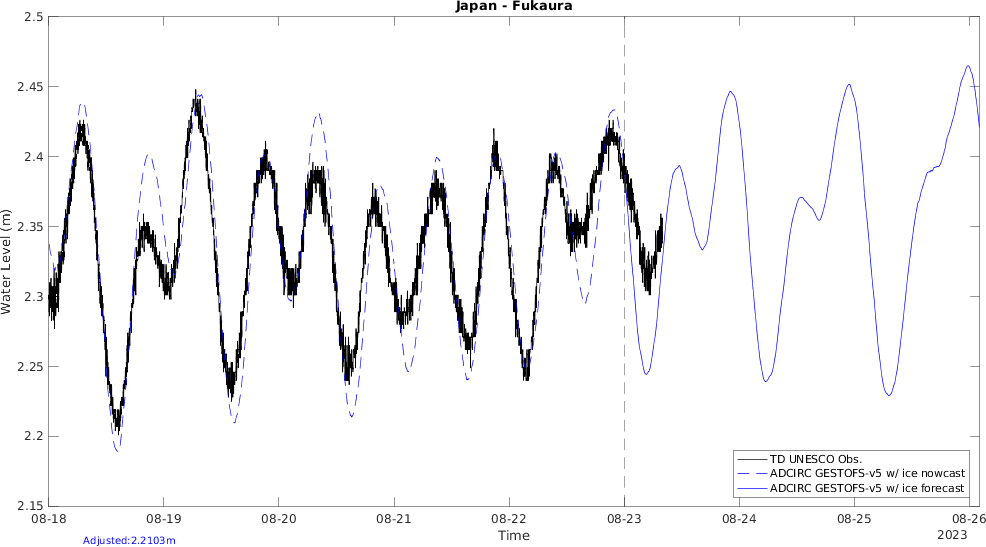 Japan - Fukaura
Water Level (m)
2.5
2.45
2.4
2.35
2.3
2.25
2.2
2.15
TD UNESCO Obs.
ADCIRC GESTOFS-v5 w/ ice nowcast
ADCIRC GESTOFS-v5 w/ ice forecast
08-18 08-19 08-20 08-21 08-22 08-23 08-24 08-25 08-26
Time 2023
Adjusted:2.2103m